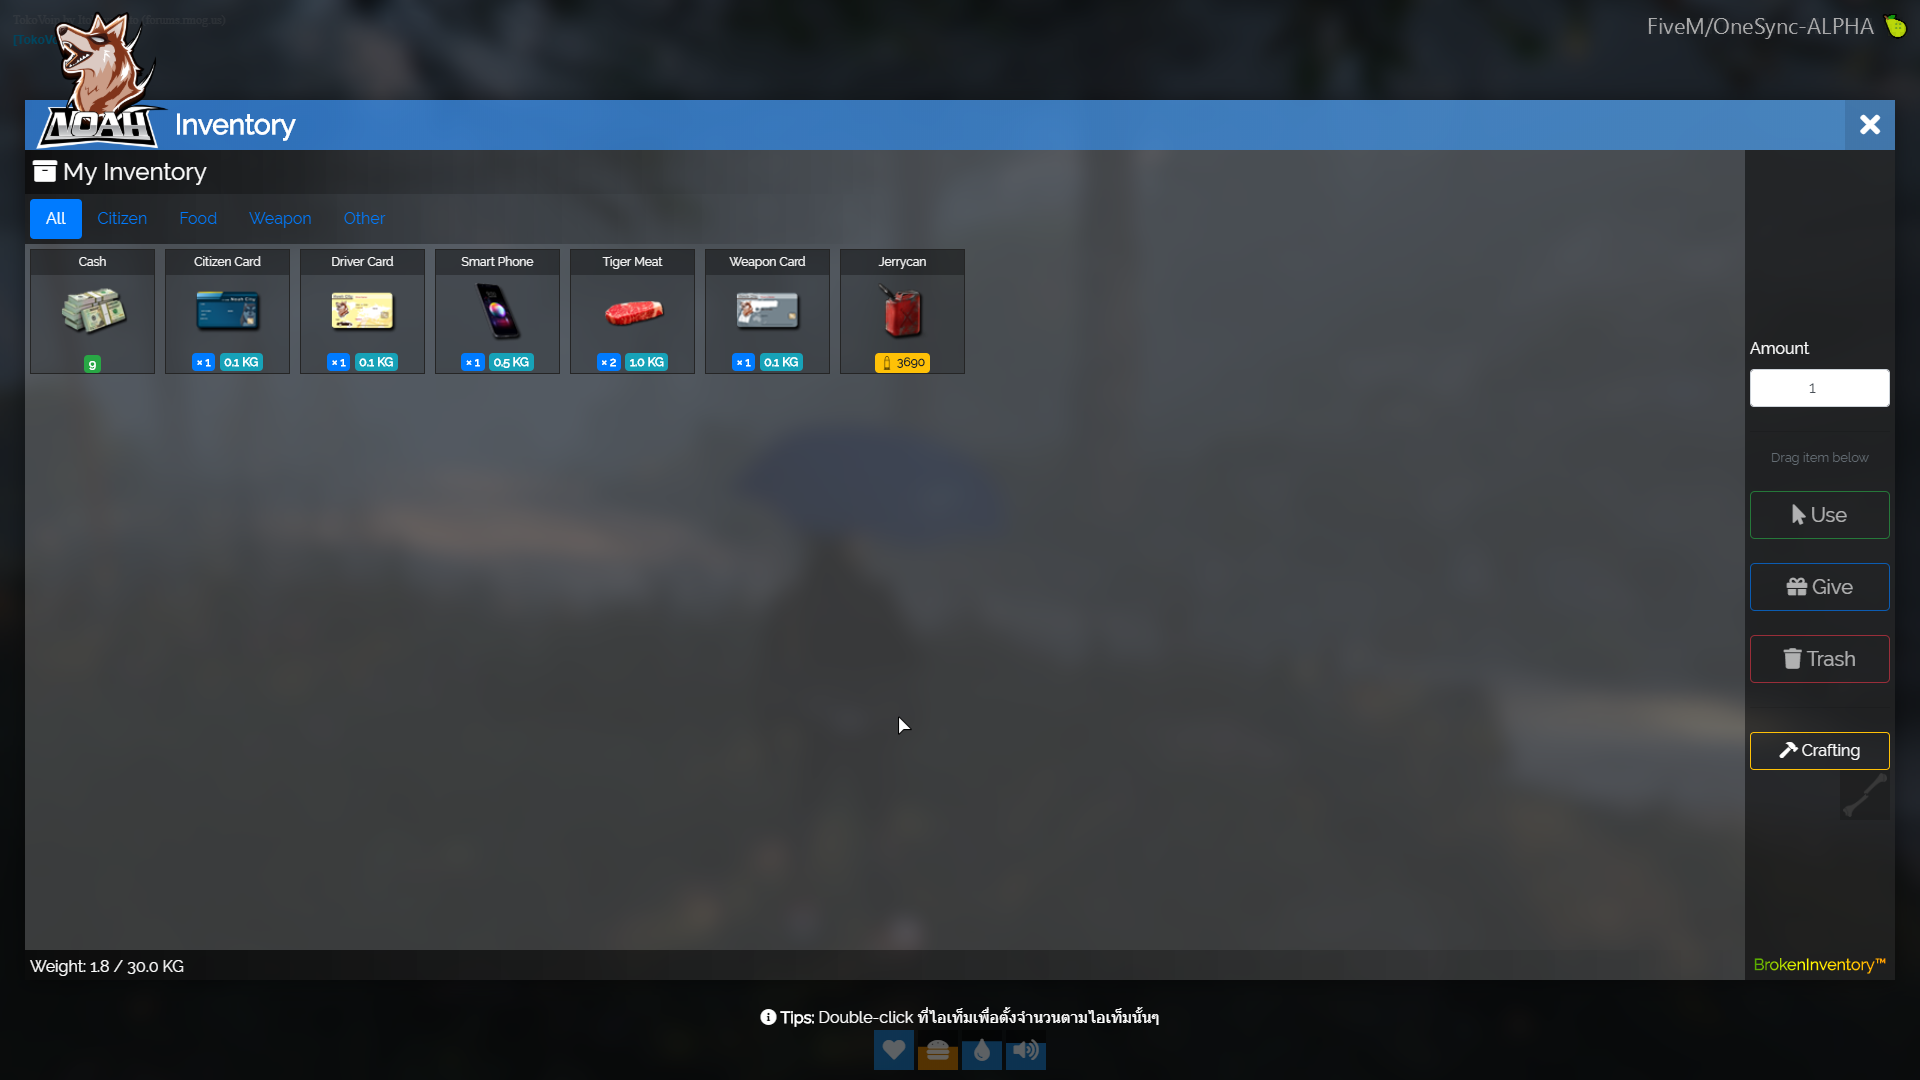 FiveM/OneSync-ALPHA
NOAH
Inventory
My Inventory
All Citizen Food Weapon Other
Cash Citizen Card Driver Card Smart Phone Tiger Meat Weapon Card Jerrycan
9 × 1 0.1 KG × 1 0.1 KG × 1 0.5 KG × 2 1.0 KG × 1 0.1 KG 3690
Amount
1
Drag item below
Use
Give
Trash
Crafting
Weight: 1.8 / 30.0 KG
BrokenInventory™
Tips: Double-click ที่ไอเท็มเพื่อตั้งจำนวนตามไอเท็มนั้นๆ